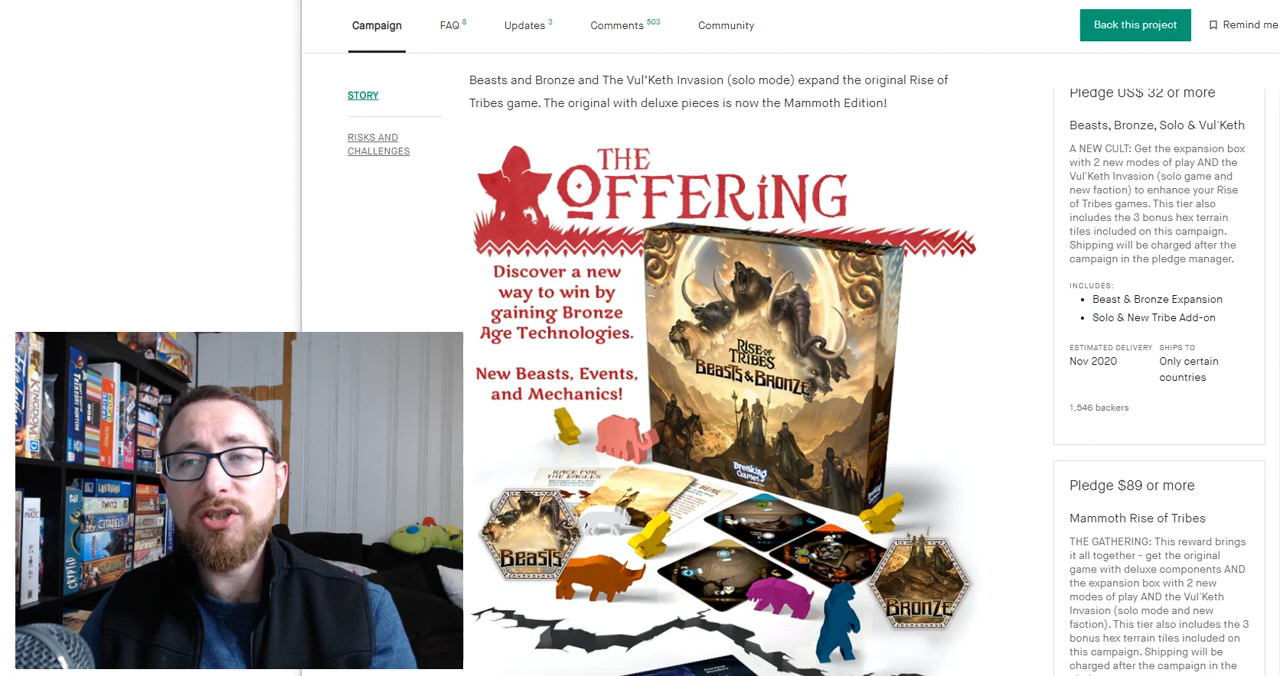 Campaign
FAQ 8
Updates 3
Comments 503
Community
Back this project
Remind me
STORY
RISKS AND
CHALLENGES
Beasts and Bronze and The Vul'Keth Invasion (solo mode) expand the original Rise of
Tribes game. The original with deluxe pieces is now the Mammoth Edition!
THE
OFFERING
Discover a new
way to win by
gaining Bronze
Age Technologies.
New Beasts, Events,
and Mechanics!
RISE OF
TRIBES
BEASTS & BRONZE
Breaking
Games
RACE FOR
THE EAGLES
BEAR
BEASTS
BRONZE
Pledge US$ 32 or more
Beasts, Bronze, Solo & Vul'Keth
A NEW CULT: Get the expansion box
with 2 new modes of play AND the
Vul'Keth Invasion (solo game and
new faction) to enhance your Rise
of Tribes games. This tier also
includes the 3 bonus hex terrain
tiles included on this campaign.
Shipping will be charged after the
campaign in the pledge manager.
INCLUDES:
• Beast & Bronze Expansion
• Solo & New Tribe Add-on
ESTIMATED DELIVERY SHIPS TO
Nov 2020 Only certain
countries
1,546 backers
Pledge $89 or more
Mammoth Rise of Tribes
THE GATHERING: This reward brings
it all together - get the original
game with deluxe components AND
the expansion box with 2 new
modes of play AND the Vul'Keth
Invasion (solo mode and new
faction). This tier also includes the 3
bonus hex terrain tiles included on
this campaign. Shipping will be
charged after the campaign in the
KINGDOM
CITADELS
CRYPTID